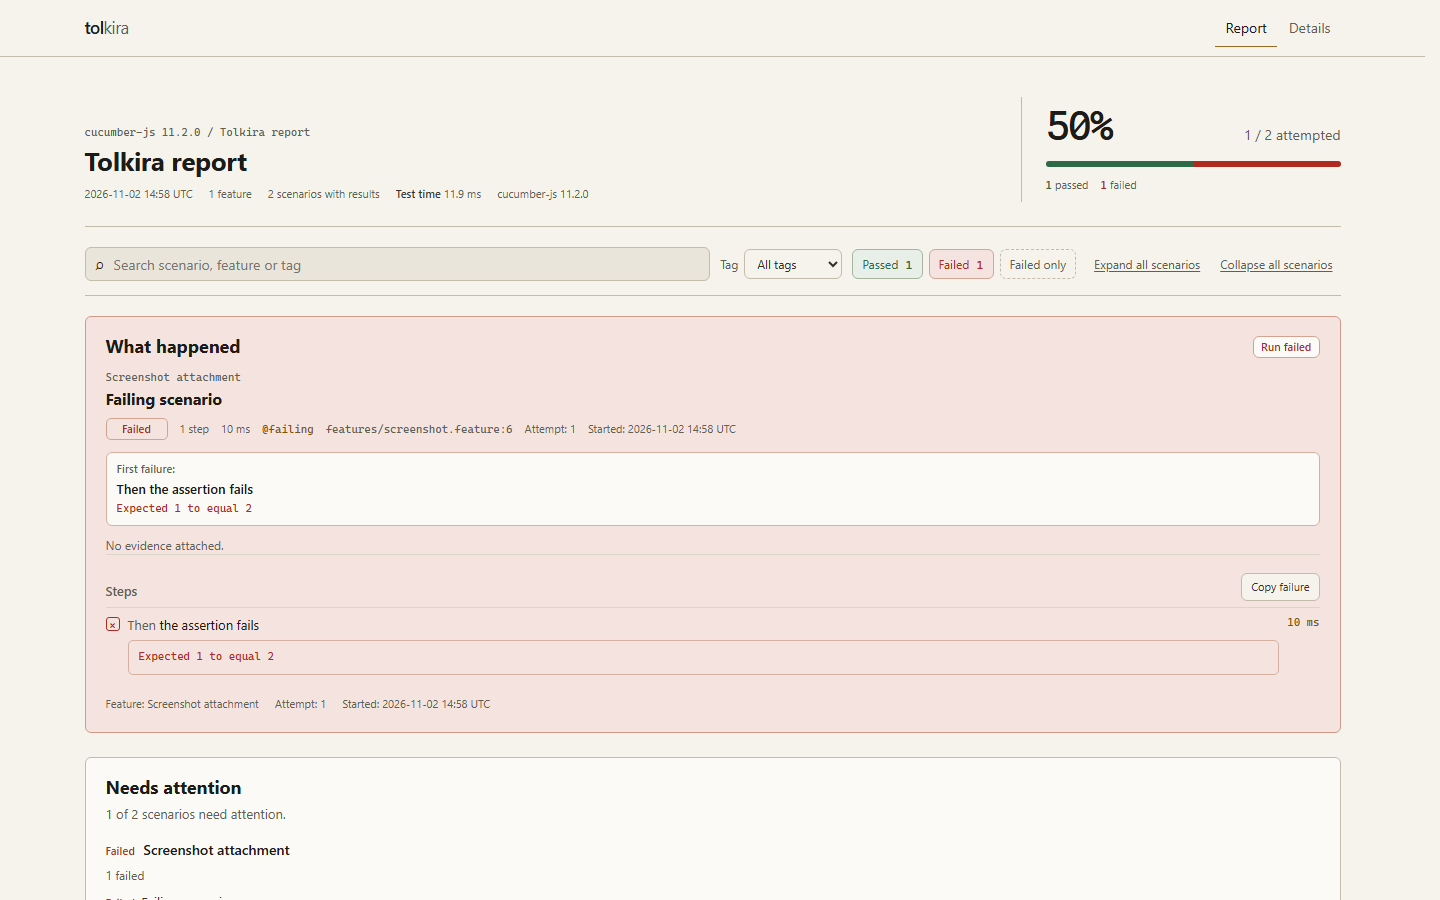 tolkira
Report
Details
cucumber-js 11.2.0 / Tolkira report
Tolkira report
2026-11-02 14:58 UTC 1 feature 2 scenarios with results Test time 11.9 ms cucumber-js 11.2.0
50%
1 / 2 attempted
1 passed 1 failed
Search scenario, feature or tag
Tag
All tags
Passed 1
Failed 1
Failed only
Expand all scenarios
Collapse all scenarios
What happened
Run failed
Screenshot attachment
Failing scenario
Failed 1 step 10 ms @failing features/screenshot.feature:6 Attempt: 1 Started: 2026-11-02 14:58 UTC
First failure:
Then the assertion fails
Expected 1 to equal 2
No evidence attached.
Steps
Copy failure
Then the assertion fails
10 ms
Expected 1 to equal 2
Feature: Screenshot attachment Attempt: 1 Started: 2026-11-02 14:58 UTC
Needs attention
1 of 2 scenarios need attention.
Failed Screenshot attachment
1 failed